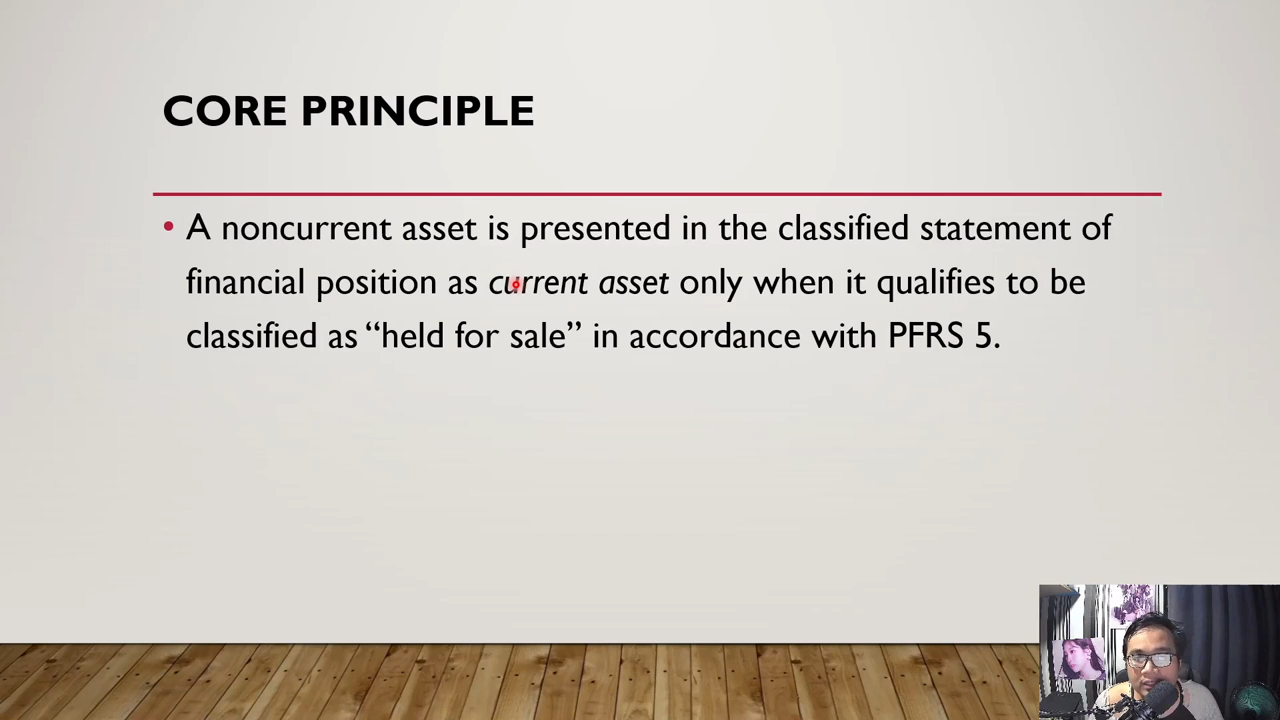 CORE PRINCIPLE
• A noncurrent asset is presented in the classified statement of
financial position as current asset only when it qualifies to be
classified as “held for sale” in accordance with PFRS 5.